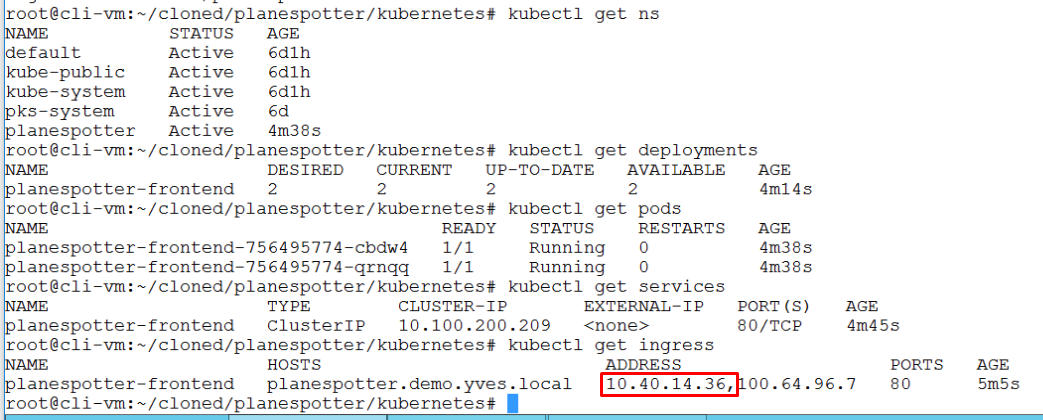 root@cli-vm:~/cloned/planespotter/kubernetes# kubectl get ns
NAME STATUS AGE
default Active 6d1h
kube-public Active 6d1h
kube-system Active 6d1h
pks-system Active 6d
planespotter Active 4m38s
root@cli-vm:~/cloned/planespotter/kubernetes# kubectl get deployments
NAME DESIRED CURRENT UP-TO-DATE AVAILABLE AGE
planespotter-frontend 2 2 2 2 4m14s
root@cli-vm:~/cloned/planespotter/kubernetes# kubectl get pods
NAME READY STATUS RESTARTS AGE
planespotter-frontend-756495774-cbdw4 1/1 Running 0 4m38s
planespotter-frontend-756495774-qrnqq 1/1 Running 0 4m38s
root@cli-vm:~/cloned/planespotter/kubernetes# kubectl get services
NAME TYPE CLUSTER-IP EXTERNAL-IP PORT(S) AGE
planespotter-frontend ClusterIP 10.100.200.209 <none> 80/TCP 4m45s
root@cli-vm:~/cloned/planespotter/kubernetes# kubectl get ingress
NAME HOSTS ADDRESS PORTS AGE
planespotter-frontend planespotter.demo.yves.local 10.40.14.36,100.64.96.7 80 5m5s
root@cli-vm:~/cloned/planespotter/kubernetes#